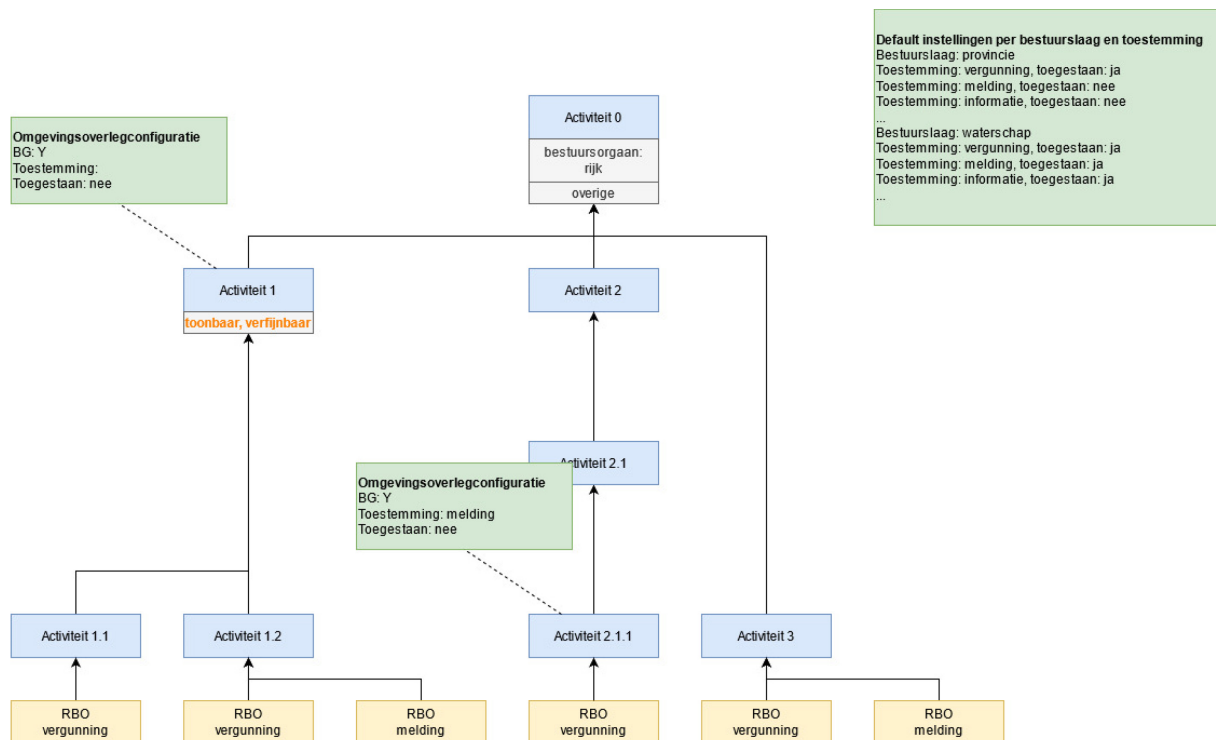 Default instellingen per bestuurslaag en toestemming
Bestuurslaag: provincie
Toestemming: vergunning, toegestaan: ja
Toestemming: melding, toegestaan: nee
Toestemming: informatie, toegestaan: nee
...
Bestuurslaag: waterschap
Toestemming: vergunning, toegestaan: ja
Toestemming: melding, toegestaan: ja
Toestemming: informatie, toegestaan: ja
...
Activiteit 0
bestuursorgaan:
rijk
overige
Omgevingsoverlegconfiguratie
BG: Y
Toestemming:
Toegestaan: nee
Activiteit 1
toonbaar, verfijnbaar
Activiteit 2
Activiteit 2.1
Omgevingsoverlegconfiguratie
BG: Y
Toestemming: melding
Toegestaan: nee
Activiteit 1.1
Activiteit 1.2
Activiteit 2.1.1
Activiteit 3
RBO
vergunning
RBO
vergunning
RBO
melding
RBO
vergunning
RBO
vergunning
RBO
melding